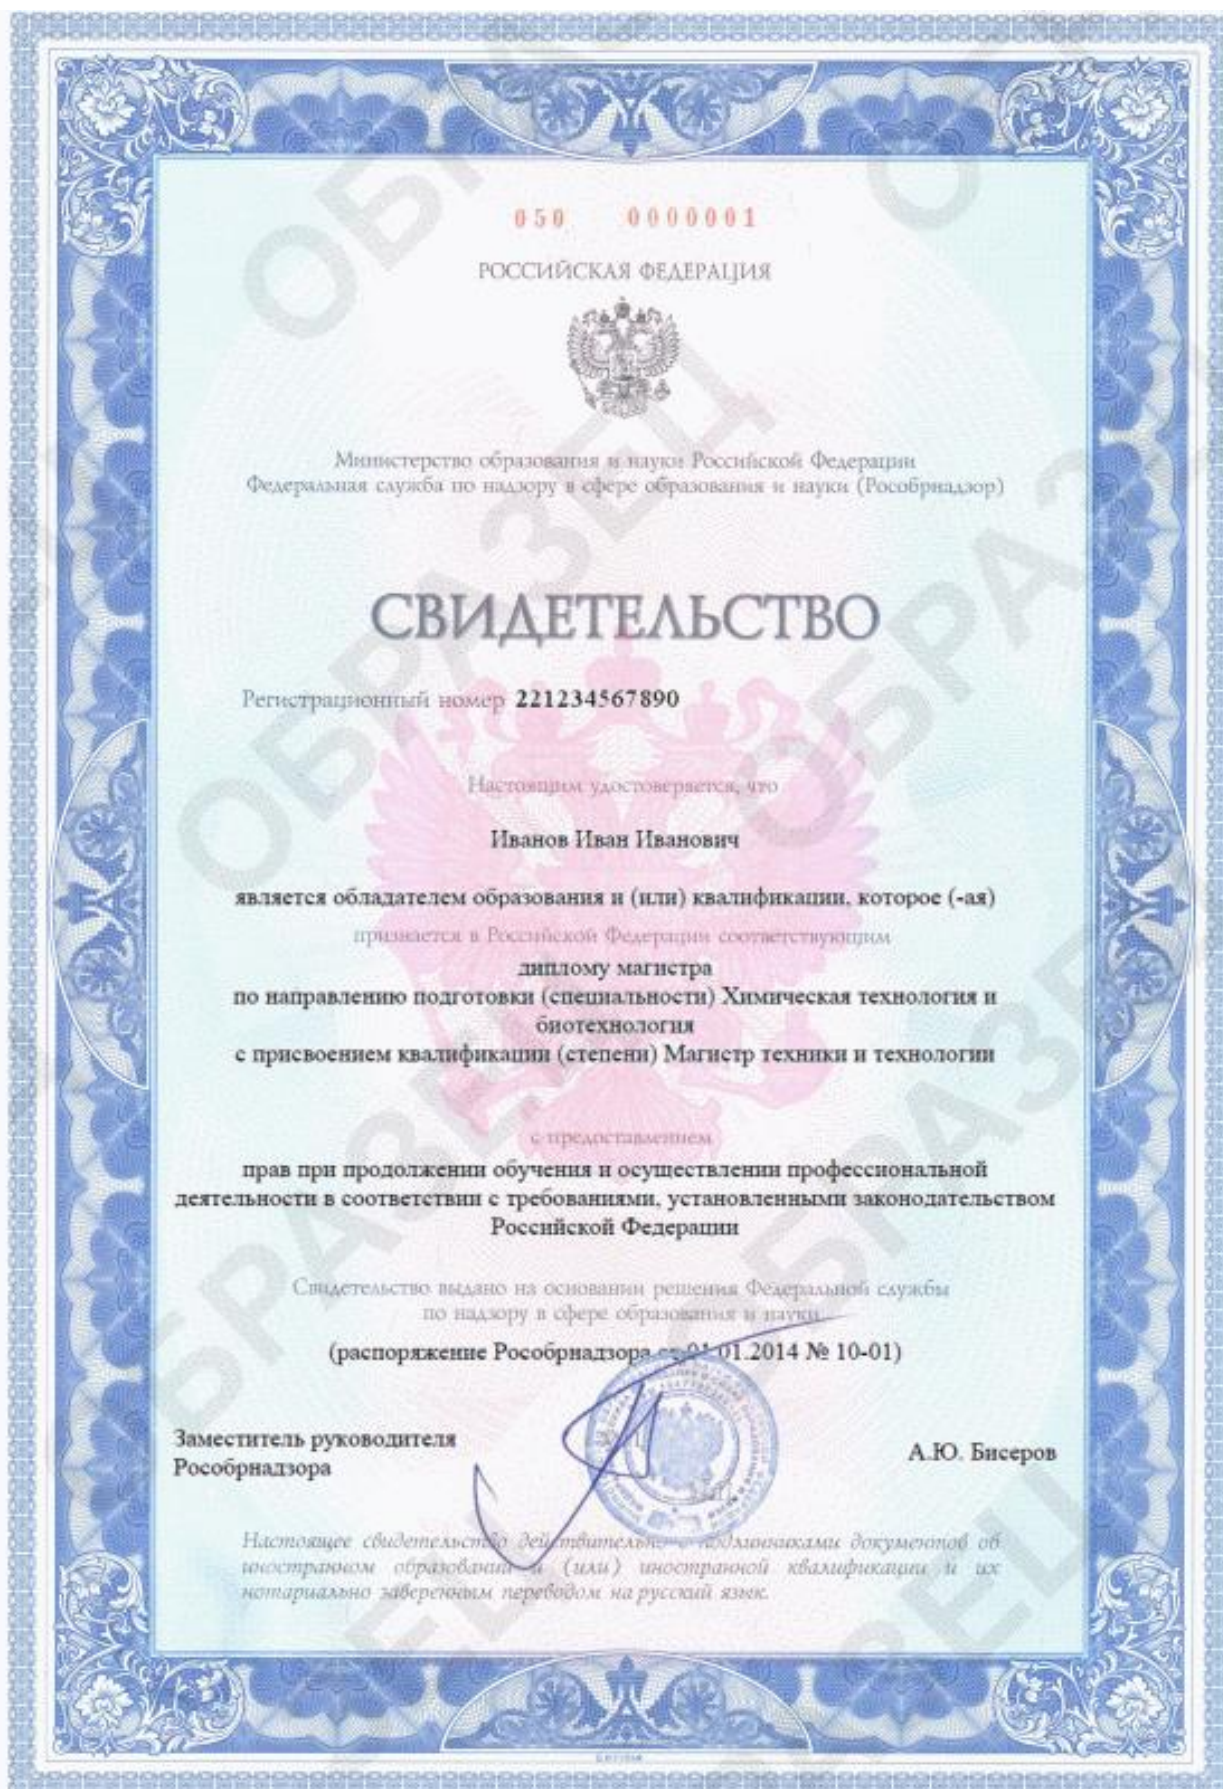 050 0000001
РОССИЙСКАЯ ФЕДЕРАЦИЯ
Министерство образования и науки Российской Федерации
Федеральная служба по надзору в сфере образования и науки (Рособрнадзор)
СВИДЕТЕЛЬСТВО
Регистрационный номер 221234567890
Настоящим удостоверяется, что
Иванов Иван Иванович
является обладателем образования и (или) квалификации, которое (-ая)
признается в Российской Федерации соответствующим
диплому магистра
по направлению подготовки (специальности) Химическая технология и
биотехнология
с присвоением квалификации (степени) Магистр техники и технологии
с предоставлением
прав при продолжении обучения и осуществлении профессиональной
деятельности в соответствии с требованиями, установленными законодательством
Российской Федерации
Свидетельство выдано на основании решения Федеральной службы
по надзору в сфере образования и науки
(распоряжение Рособрнадзора от 01.01.2014 № 10-01)
Заместитель руководителя
Рособрнадзора
А.Ю. Бисеров
М.П.
Настоящее свидетельство действительно с подлинниками документов об
иностранном образовании и (или) иностранной квалификации и их
нотариально заверенным переводом на русский язык.
ОБРАЗЕЦ
ОБРАЗЕЦ
ОБРАЗЕЦ
ОБРАЗЕЦ